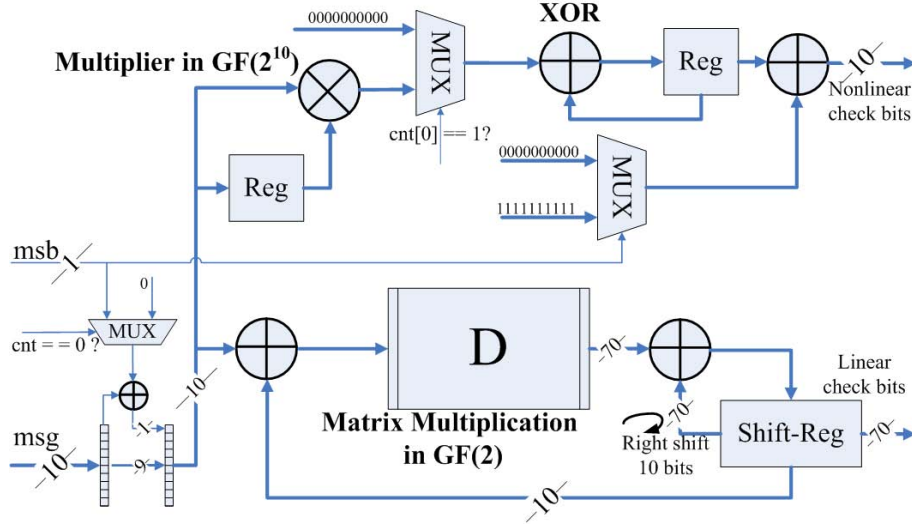 XOR
0000000000
MUX
Multiplier in GF(2¹⁰)
Reg
-10-
Nonlinear
check bits
cnt[0] == 1?
0000000000
MUX
Reg
1111111111
msb
-1-
0
MUX
cnt == 0 ?
D
-70-
-10-
Linear
check bits
Matrix Multiplication
in GF(2)
-70-
Right shift
10 bits
Shift-Reg
-70-
msg
-10-
-1-
-9-
-10-